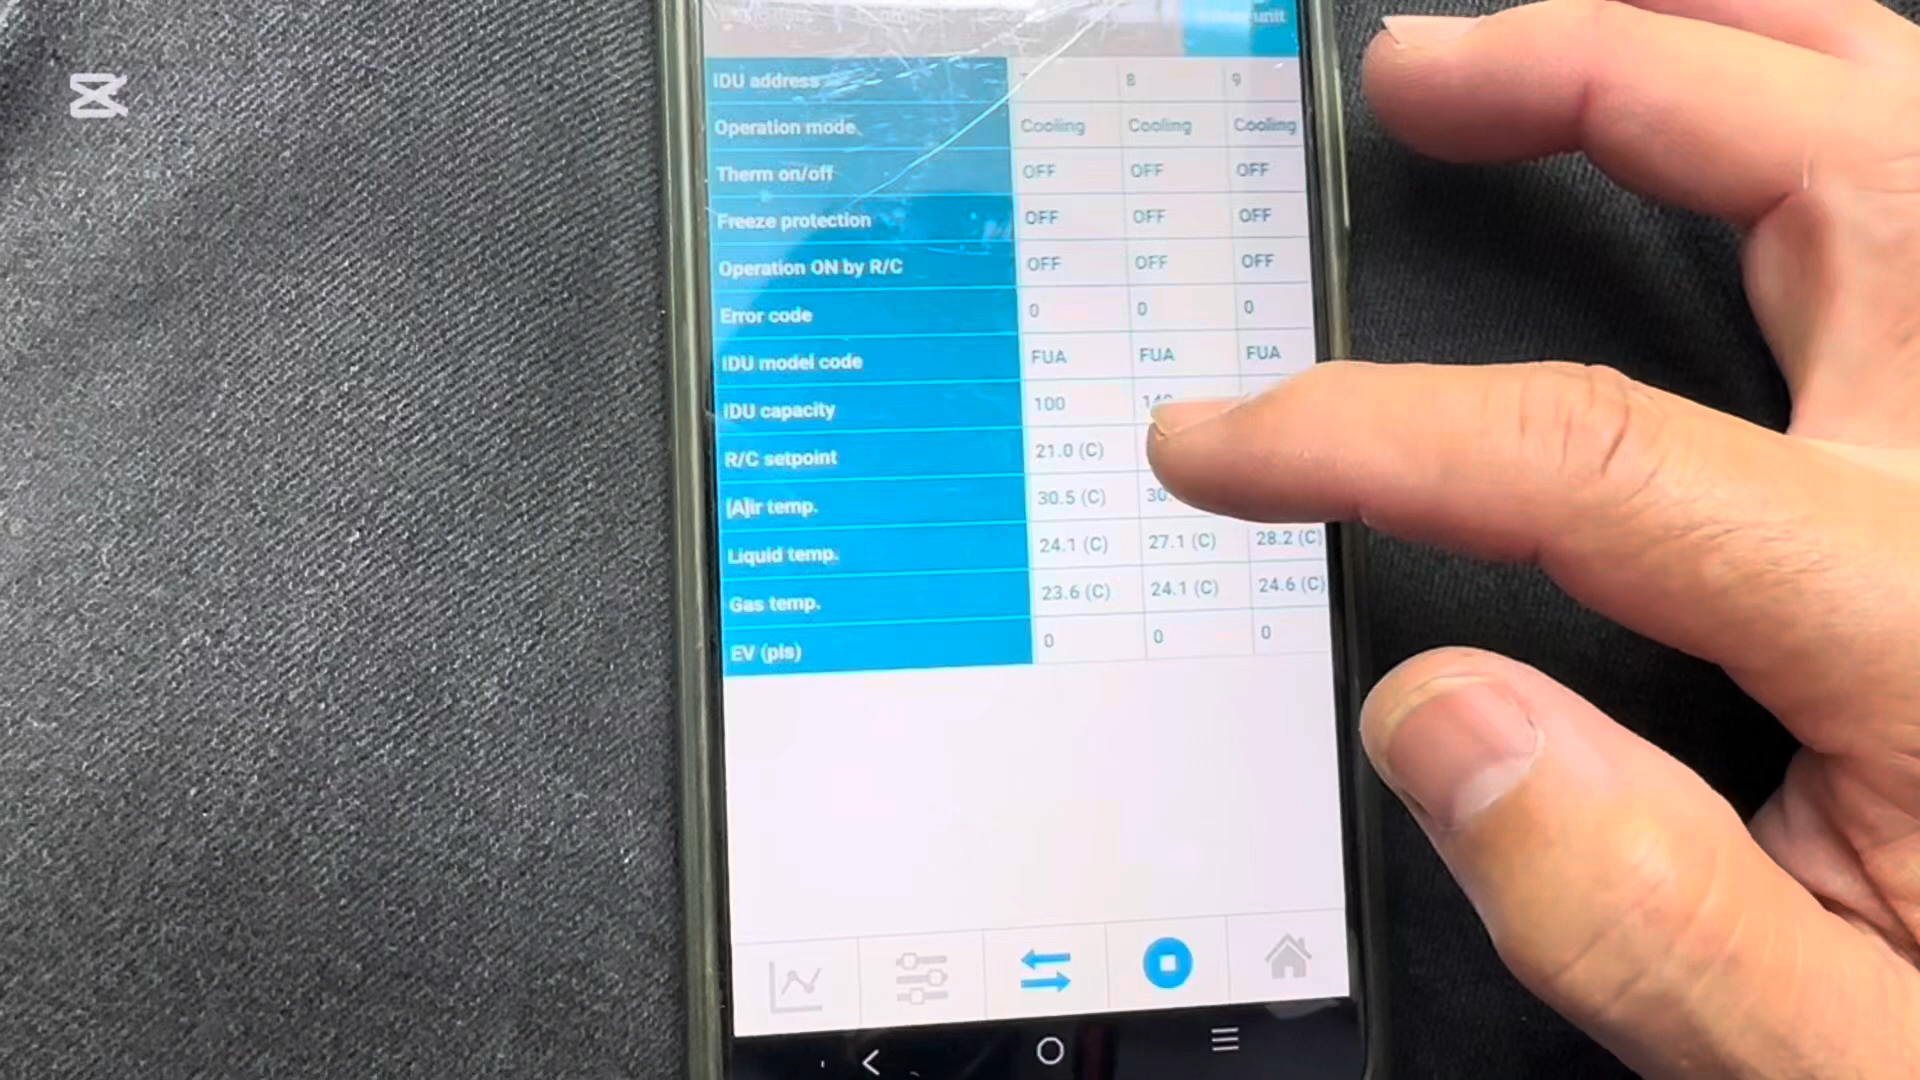 unit
IDU address 8 9
Operation mode Cooling Cooling Cooling
Therm on/off OFF OFF OFF
Freeze protection OFF OFF OFF
Operation ON by R/C OFF OFF OFF
Error code 0 0 0
IDU model code FUA FUA FUA
IDU capacity 100
R/C setpoint 21.0 (C)
[A]ir temp. 30.5 (C) 30.
Liquid temp. 24.1 (C) 27.1 (C) 28.2 (C)
Gas temp. 23.6 (C) 24.1 (C) 24.6 (C)
EV (pls) 0 0 0